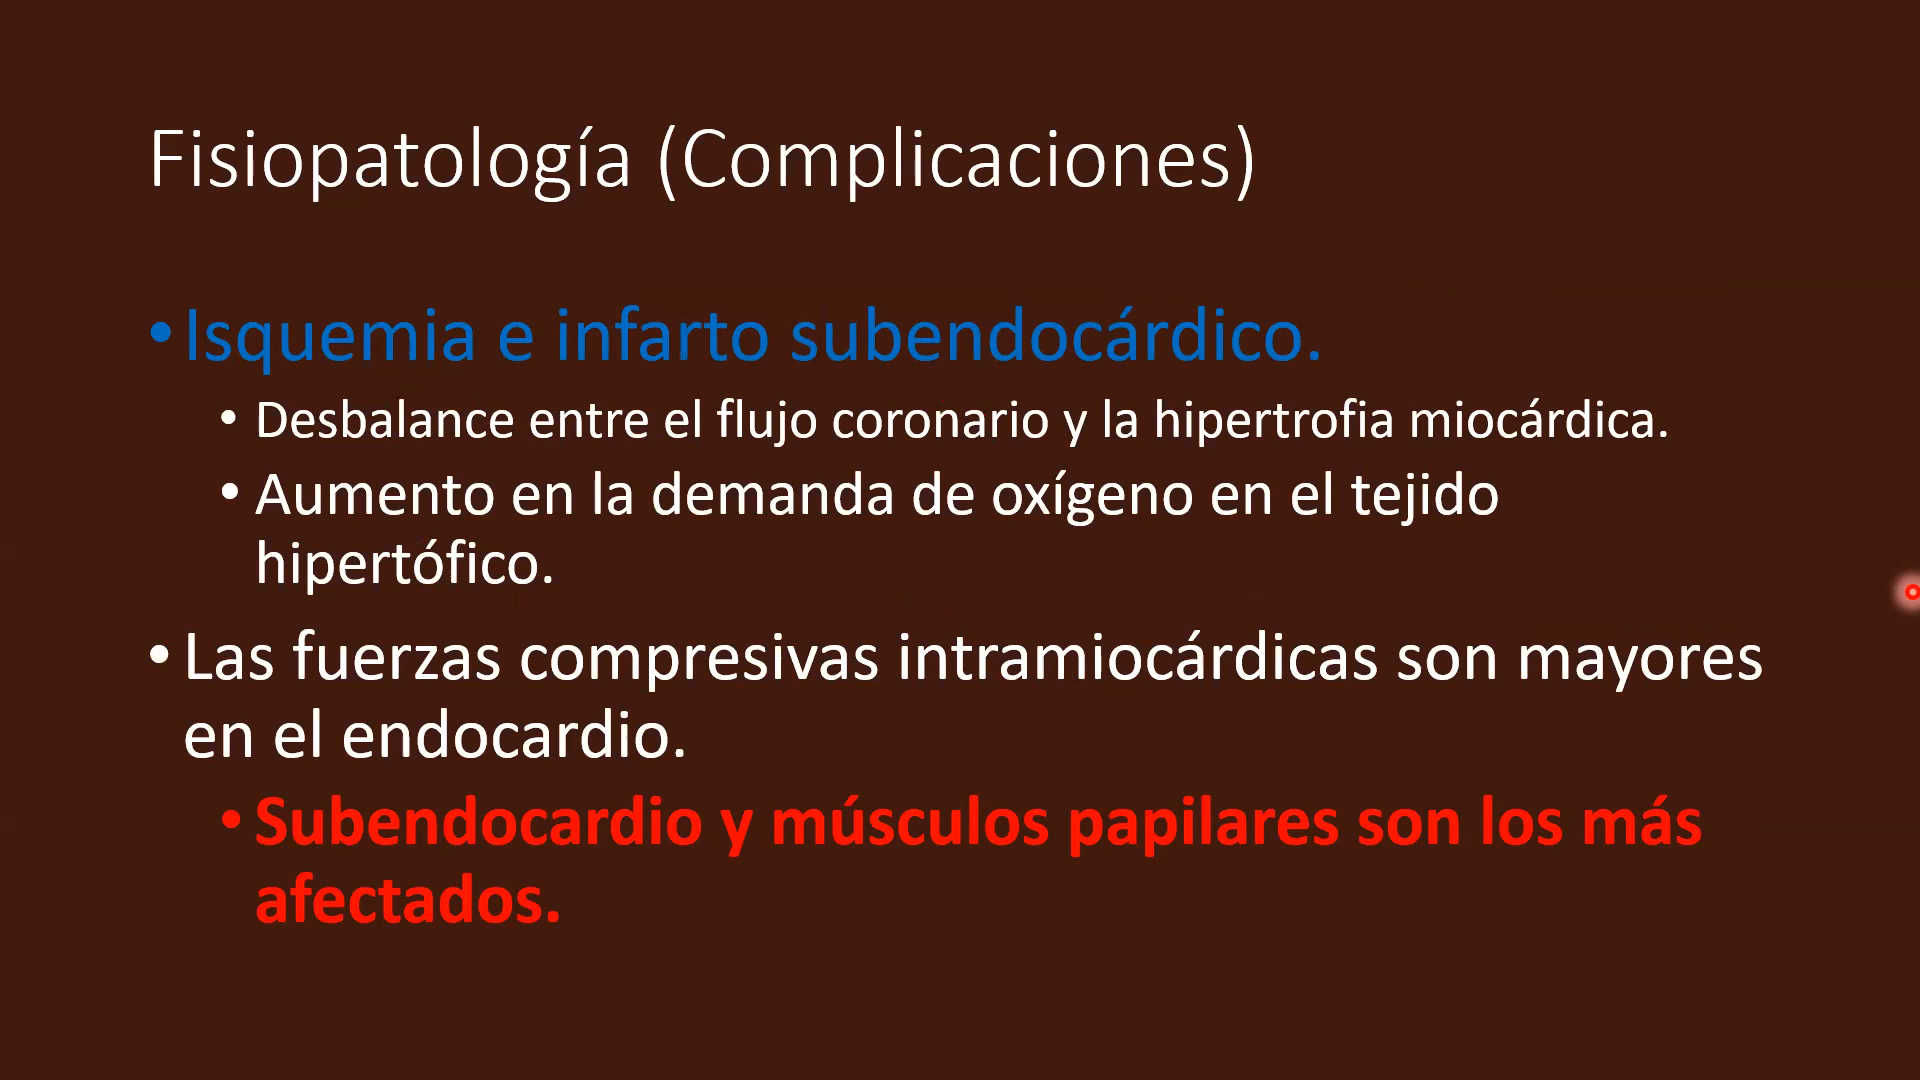 Fisiopatología (Complicaciones)
•Isquemia e infarto subendocárdico.
• Desbalance entre el flujo coronario y la hipertrofia miocárdica.
• Aumento en la demanda de oxígeno en el tejido
hipertófico.
• Las fuerzas compresivas intramiocárdicas son mayores
en el endocardio.
• Subendocardio y músculos papilares son los más
afectados.